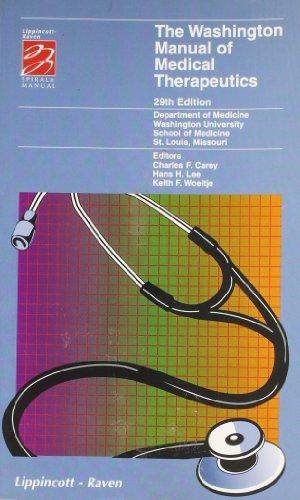 Lippincott-
Raven
SPIRAL®
MANUAL
The Washington
Manual of
Medical
Therapeutics
29th Edition
Department of Medicine
Washington University
School of Medicine
St. Louis, Missouri
Editors
Charles F. Carey
Hans H. Lee
Keith F. Woeltje
Lippincott - Raven